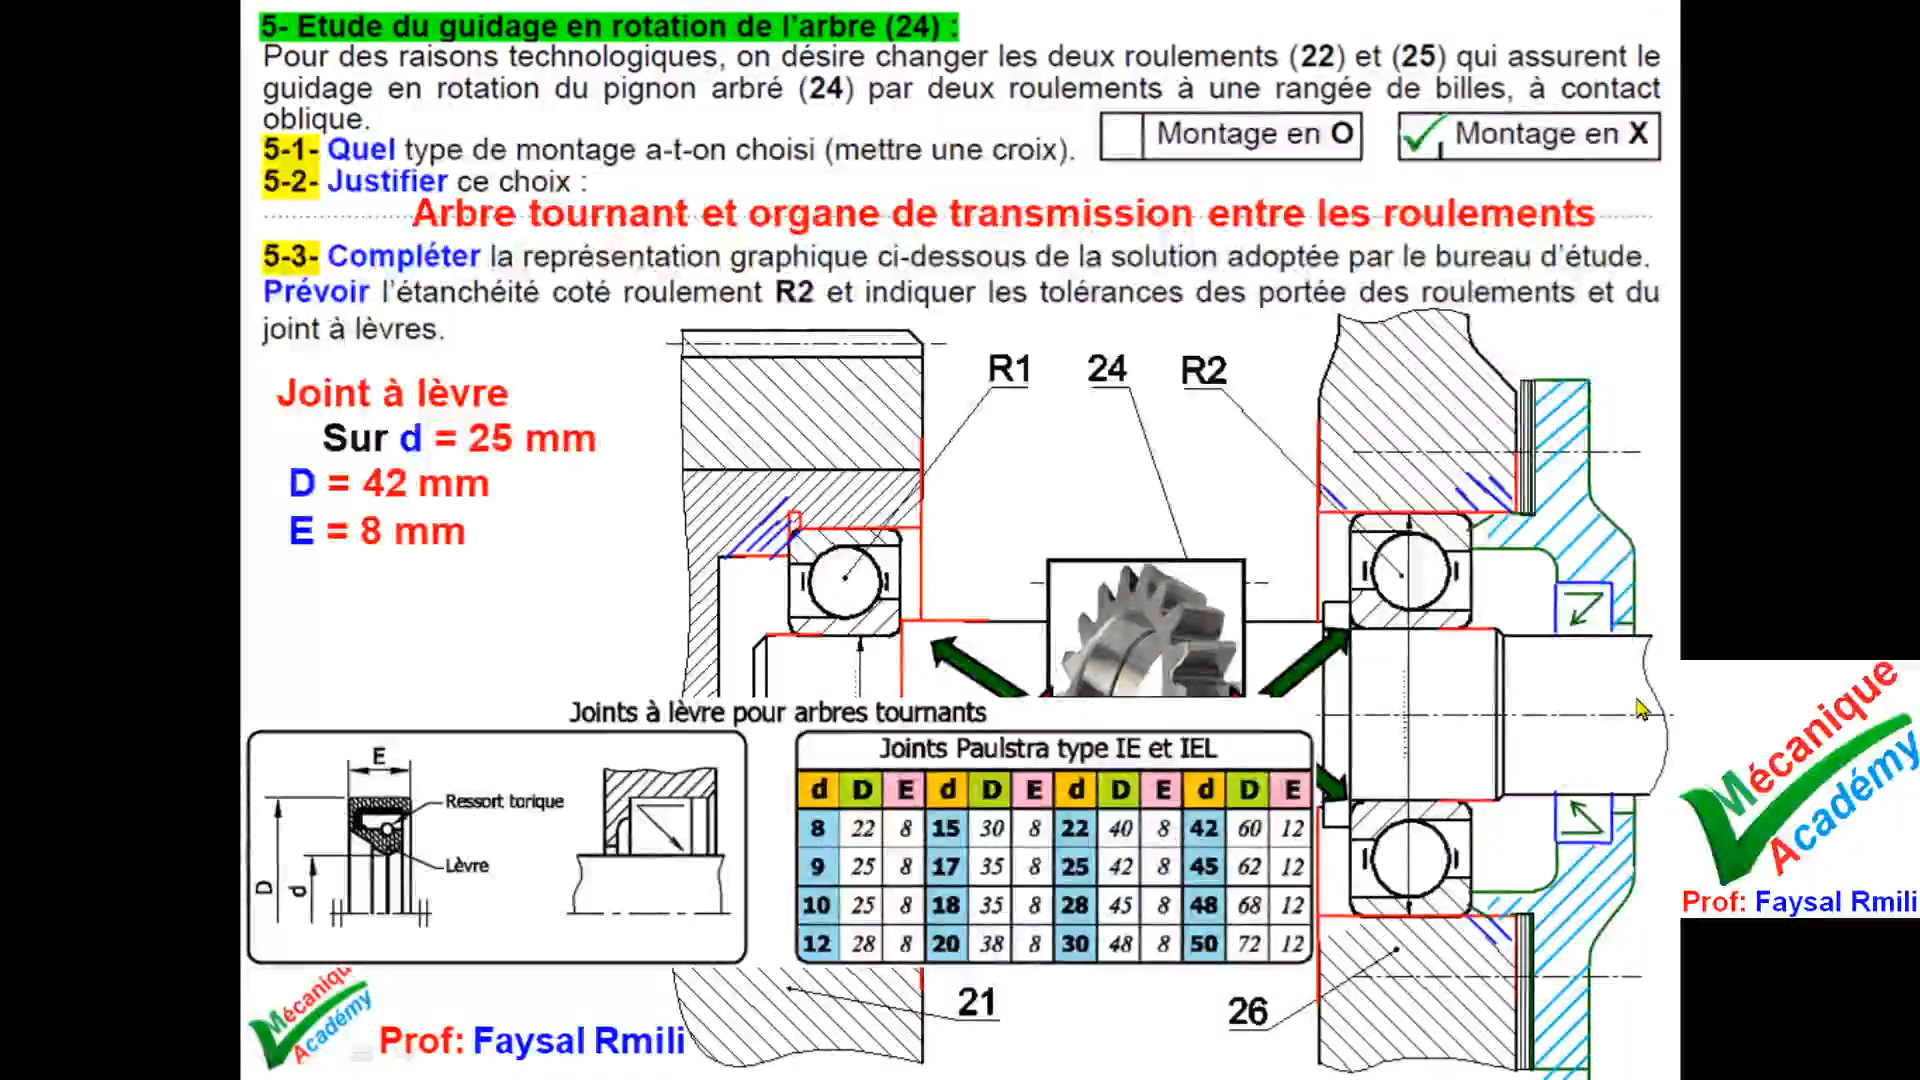 5- Etude du guidage en rotation de l'arbre (24) :
Pour des raisons technologiques, on désire changer les deux roulements (22) et (25) qui assurent le
guidage en rotation du pignon arbré (24) par deux roulements à une rangée de billes, à contact
oblique.
Montage en O
Montage en X
5-1- Quel type de montage a-t-on choisi (mettre une croix).
5-2- Justifier ce choix :
Arbre tournant et organe de transmission entre les roulements
5-3- Compléter la représentation graphique ci-dessous de la solution adoptée par le bureau d'étude.
Prévoir l'étanchéité coté roulement R2 et indiquer les tolérances des portée des roulements et du
joint à lèvres.
R1
24
R2
Joint à lèvre
Sur d = 25 mm
D = 42 mm
E = 8 mm
Joints à lèvre pour arbres tournants
E
Ressort torique
Lèvre
D
d
Joints Paulstra type IE et IEL
d D E d D E d D E d D E
8 22 8 15 30 8 22 40 8 42 60 12
9 25 8 17 35 8 25 42 8 45 62 12
10 25 8 18 35 8 28 45 8 48 68 12
12 28 8 20 38 8 30 48 8 50 72 12
21
26
Mécanique
Académy
Prof: Faysal Rmili
Mécanique
Académy
Prof: Faysal Rmili